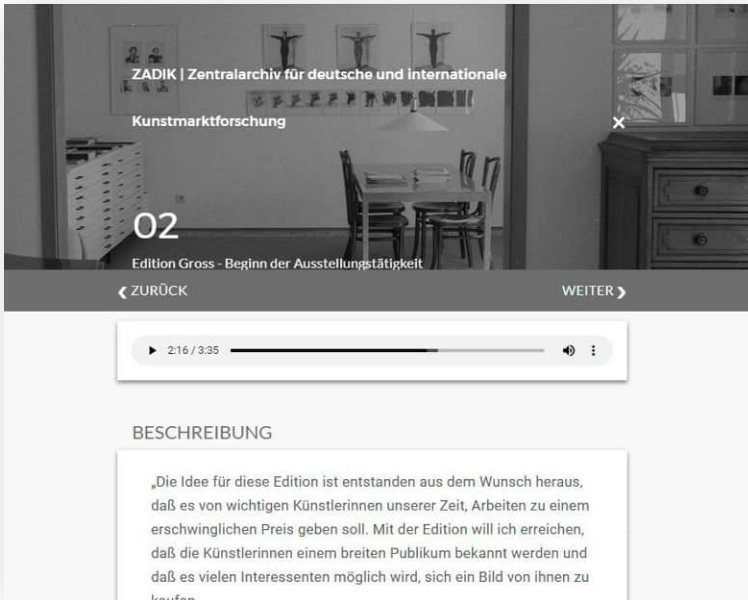 ZADIK | Zentralarchiv für deutsche und internationale
Kunstmarktforschung
02
Edition Gross - Beginn der Ausstellungstätigkeit
ZURÜCK
WEITER
2:16 / 3:35
BESCHREIBUNG
„Die Idee für diese Edition ist entstanden aus dem Wunsch heraus,
daß es von wichtigen Künstlerinnen unserer Zeit, Arbeiten zu einem
erschwinglichen Preis geben soll. Mit der Edition will ich erreichen,
daß die Künstlerinnen einem breiten Publikum bekannt werden und
daß es vielen Interessenten möglich wird, sich ein Bild von ihnen zu
kaufen